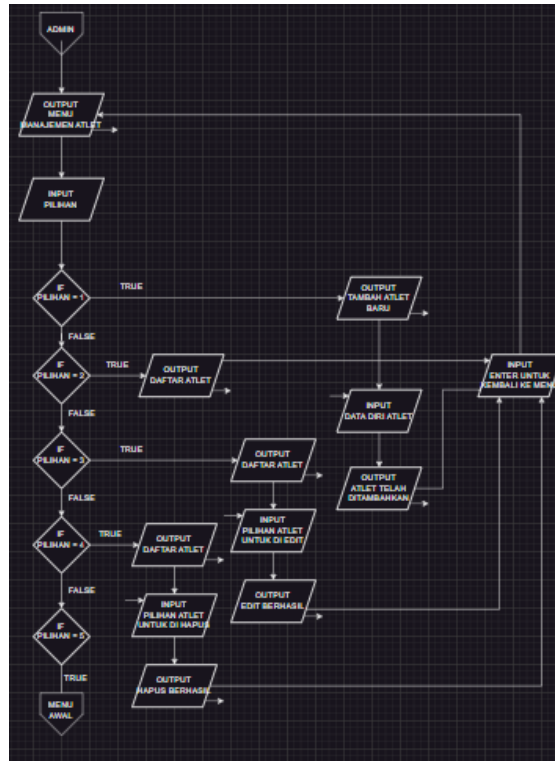 ADMIN
OUTPUT
MENU
MANAJEMEN ATLET
INPUT
PILIHAN
IF
PILIHAN = 1
TRUE
OUTPUT
TAMBAH ATLET
BARU
FALSE
IF
PILIHAN = 2
TRUE
OUTPUT
DAFTAR ATLET
INPUT
ENTER UNTUK
KEMBALI KE MENU
FALSE
INPUT
DATA DIRI ATLET
IF
PILIHAN = 3
TRUE
OUTPUT
DAFTAR ATLET
OUTPUT
ATLET TELAH
DITAMBAHKAN
FALSE
IF
PILIHAN = 4
TRUE
OUTPUT
DAFTAR ATLET
INPUT
PILIHAN ATLET
UNTUK DI EDIT
FALSE
IF
PILIHAN = 5
INPUT
PILIHAN ATLET
UNTUK DI HAPUS
OUTPUT
EDIT BERHASIL
TRUE
OUTPUT
HAPUS BERHASIL
MENU
AWAL